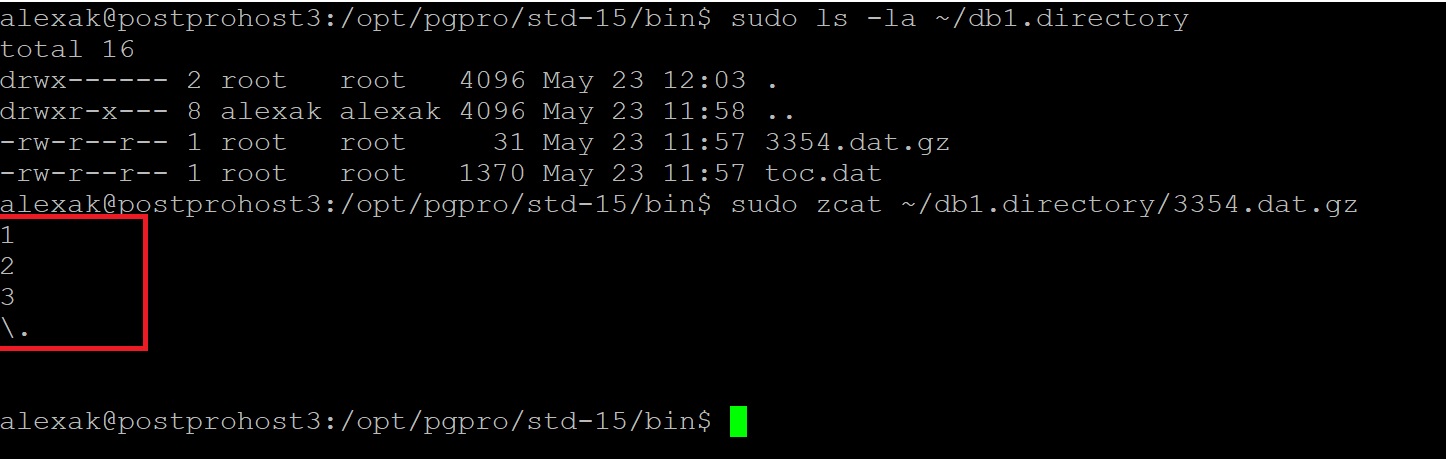 alexak@postprohost3:/opt/pgpro/std-15/bin$ sudo ls -la ~/db1.directory
total 16
drwx------ 2 root   root   4096 May 23 12:03 .
drwxr-x--- 8 alexak alexak 4096 May 23 11:58 ..
-rw-r--r-- 1 root   root     31 May 23 11:57 3354.dat.gz
-rw-r--r-- 1 root   root   1370 May 23 11:57 toc.dat
alexak@postprohost3:/opt/pgpro/std-15/bin$ sudo zcat ~/db1.directory/3354.dat.gz
1
2
3
\.
alexak@postprohost3:/opt/pgpro/std-15/bin$